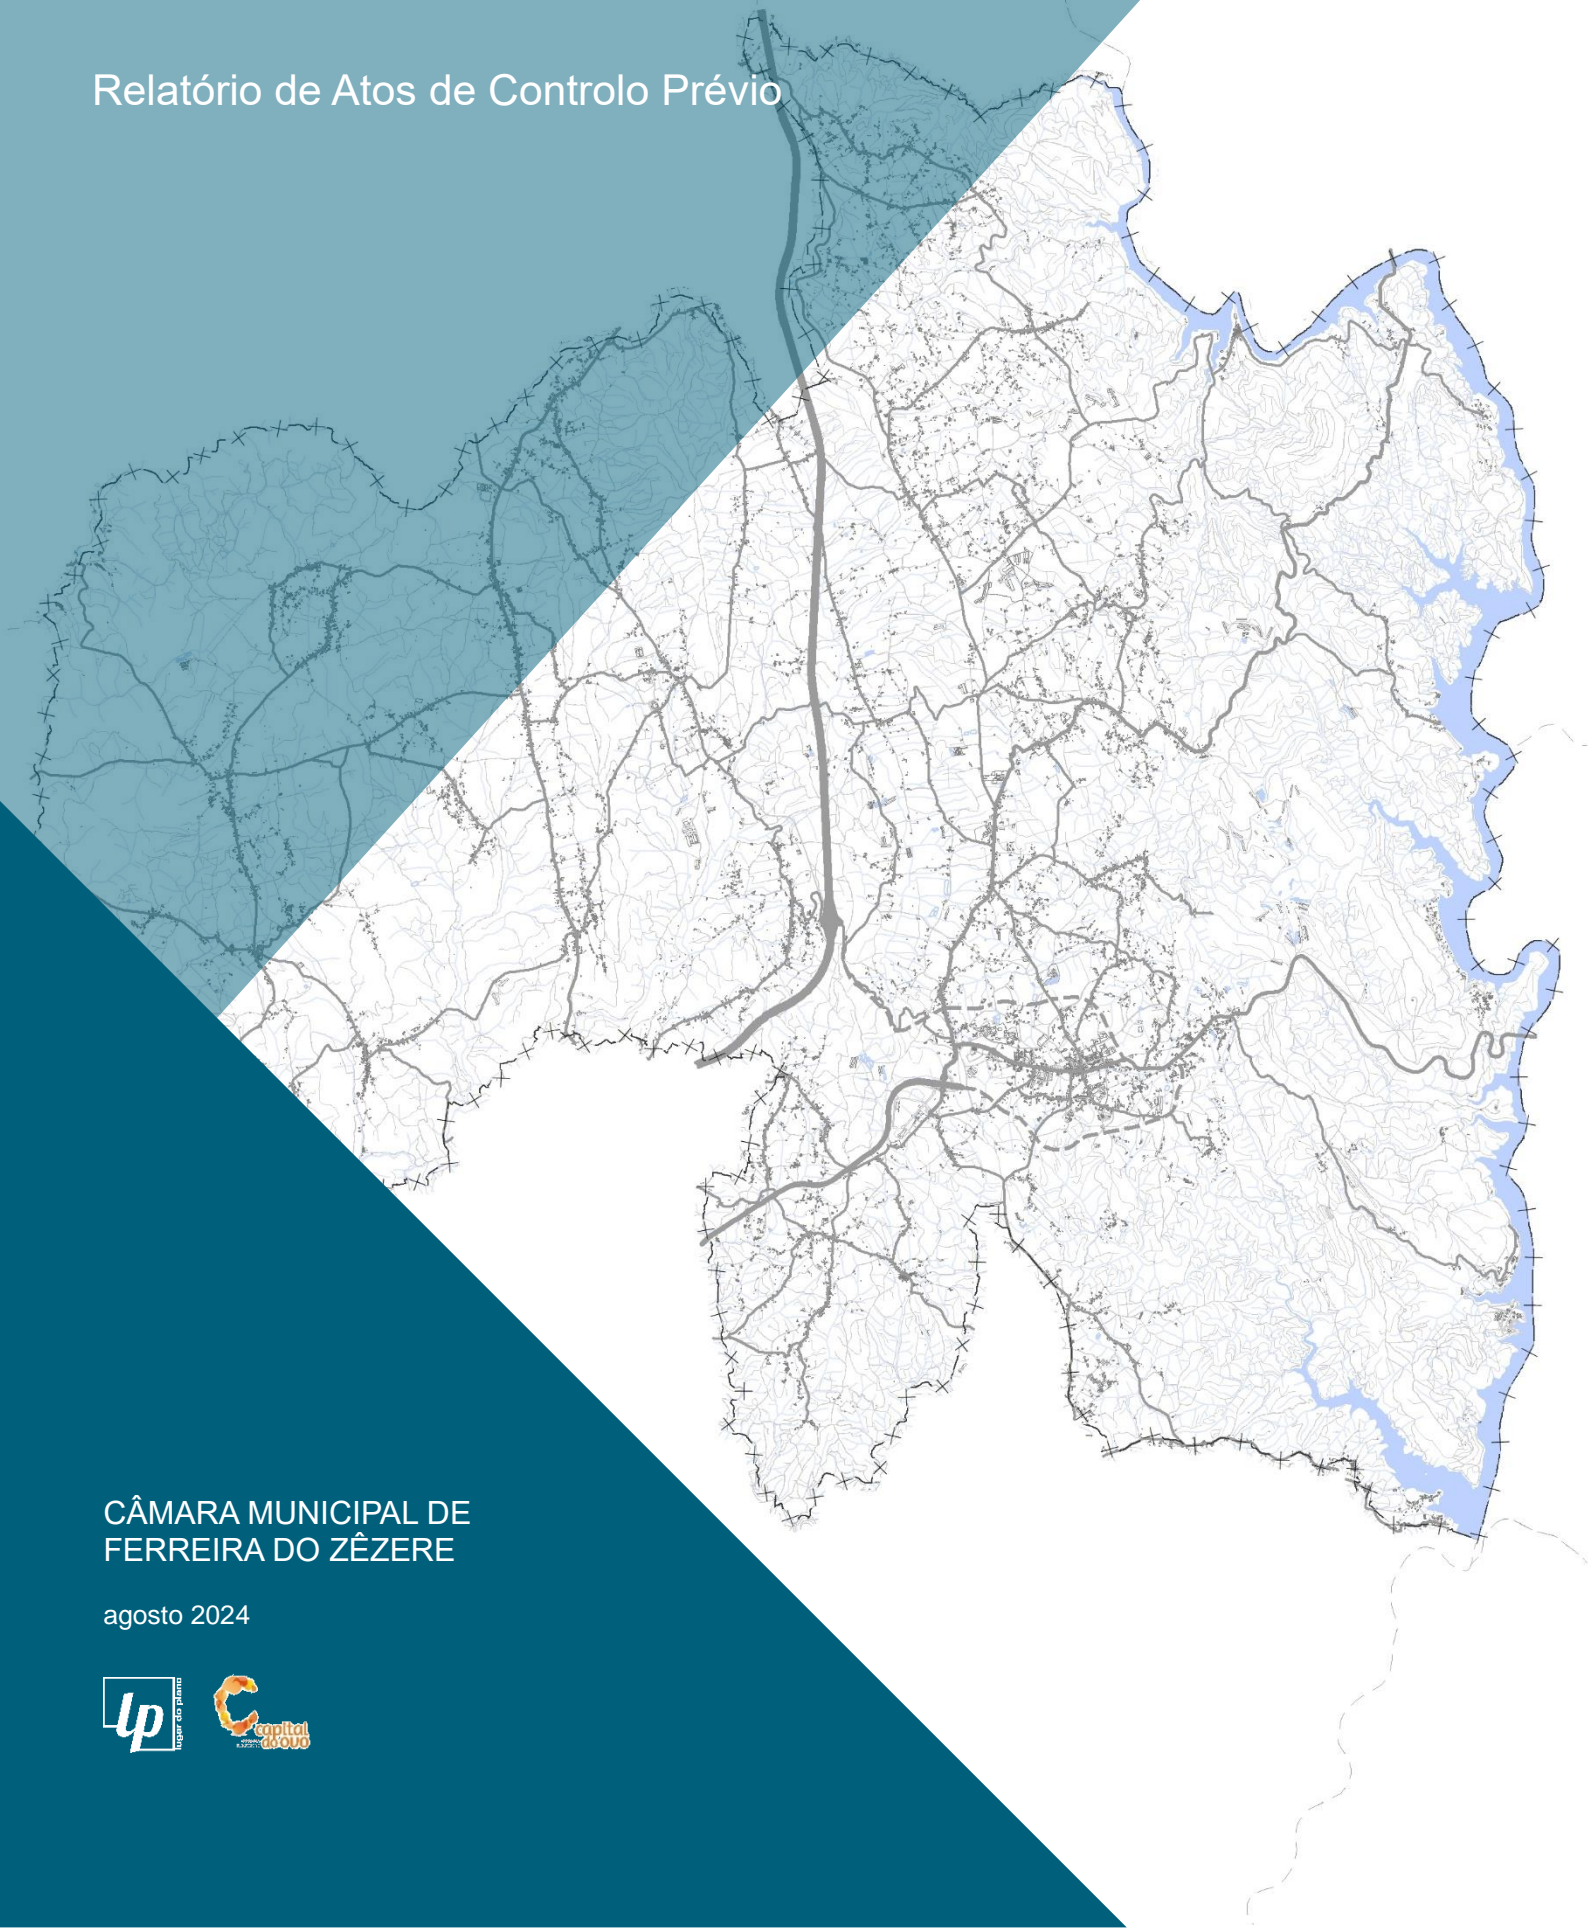 Relatório de Atos de Controlo Prévio
CÂMARA MUNICIPAL DE
FERREIRA DO ZÊZERE
agosto 2024
lp
lugar do plano
capital
do ovo